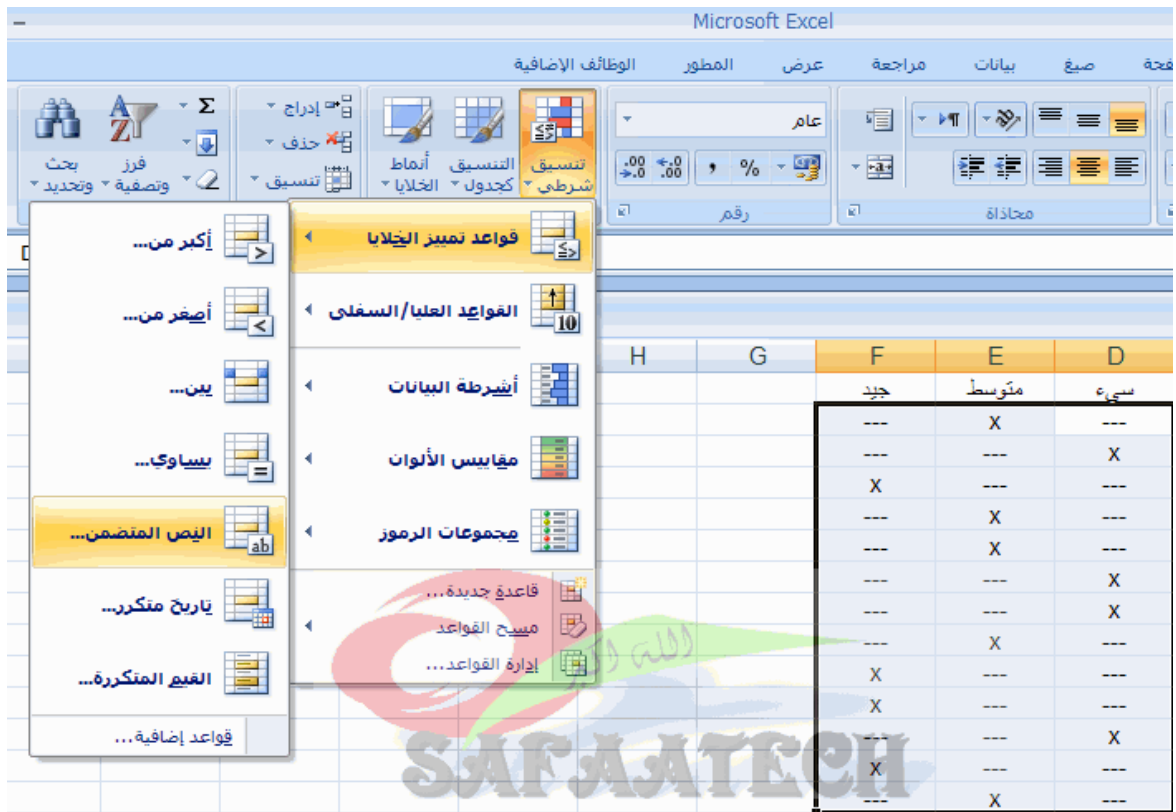 Microsoft Excel
صيغ بيانات مراجعة عرض المطور الوظائف الإضافية
عام
إدراج
حذف
تنسيق
تنسيق شرطي
التنسيق كجدول
أنماط الخلايا
فرز وتصفية
بحث وتحديد
محاذاة
رقم
قواعد تمييز الخلايا
القواعد العليا/السفلى
أشرطة البيانات
مقاييس الألوان
مجموعات الرموز
قاعدة جديدة...
مسح القواعد
إدارة القواعد...
أكبر من...
أصغر من...
بين...
يساوي...
النص المتضمن...
تاريخ متكرر...
القيم المتكررة...
قواعد إضافية...
D E F G H
سيء متوسط جيد
--- X ---
X --- ---
--- --- X
--- X ---
--- X ---
X --- ---
X --- ---
--- X ---
--- --- X
--- --- X
X --- ---
--- --- X
--- X ---
الله اكبر
SAFAATECH